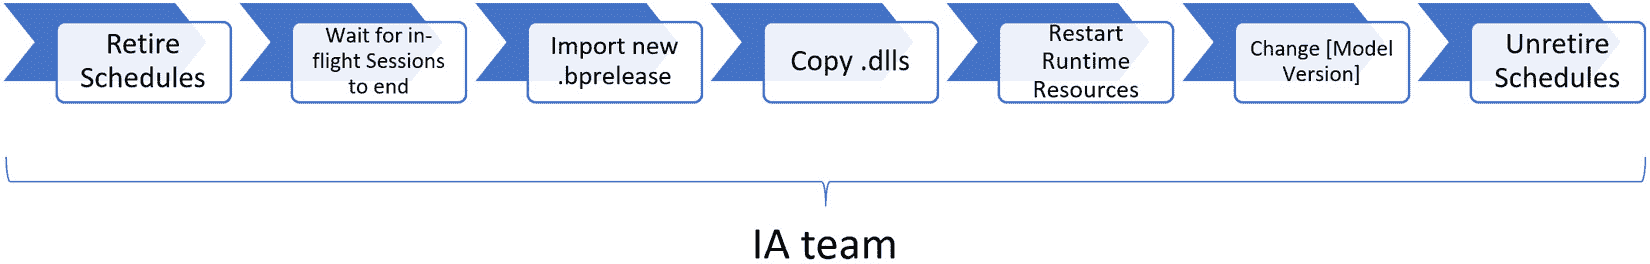 Retire
Schedules
Wait for in-
flight Sessions
to end
Import new
.bprelease
Copy .dlls
Restart
Runtime
Resources
Change [Model
Version]
Unretire
Schedules
IA team